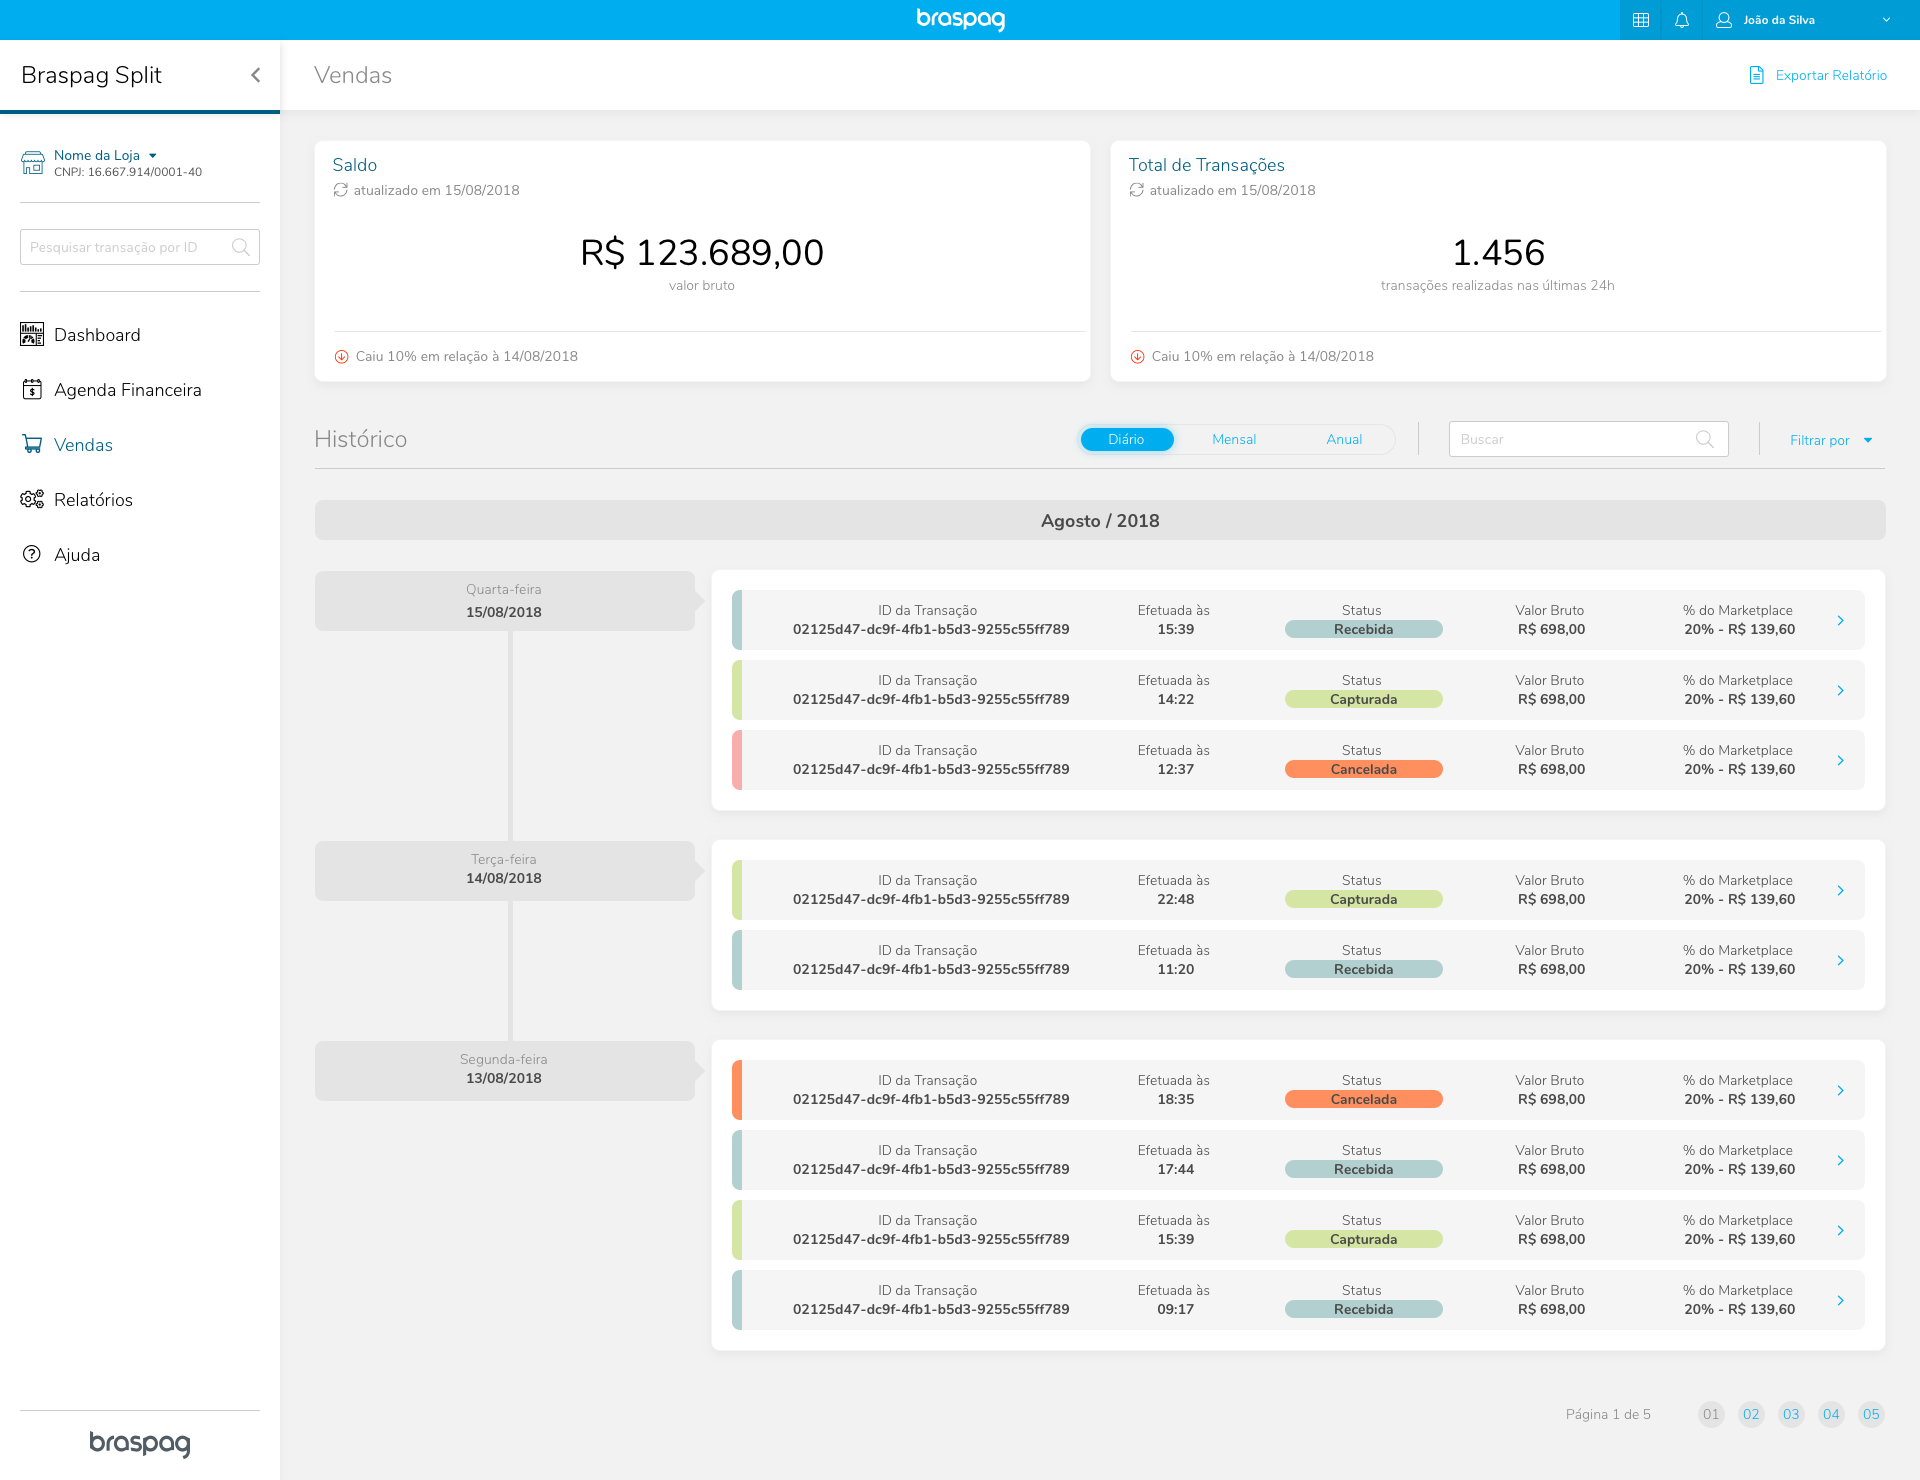 braspag
João da Silva
Braspag Split
Vendas
Exportar Relatório
Nome da Loja
CNPJ: 16.667.914/0001-40
Pesquisar transação por ID
Dashboard
Agenda Financeira
Vendas
Relatórios
Ajuda
braspag
Saldo
atualizado em 15/08/2018
R$ 123.689,00
valor bruto
Caiu 10% em relação à 14/08/2018
Total de Transações
atualizado em 15/08/2018
1.456
transações realizadas nas últimas 24h
Caiu 10% em relação à 14/08/2018
Histórico
Diário Mensal Anual
Buscar
Filtrar por
Agosto / 2018
Quarta-feira
15/08/2018
ID da Transação Efetuada às Status Valor Bruto % do Marketplace
02125d47-dc9f-4fb1-b5d3-9255c55ff789 15:39 Recebida R$ 698,00 20% - R$ 139,60
ID da Transação Efetuada às Status Valor Bruto % do Marketplace
02125d47-dc9f-4fb1-b5d3-9255c55ff789 14:22 Capturada R$ 698,00 20% - R$ 139,60
ID da Transação Efetuada às Status Valor Bruto % do Marketplace
02125d47-dc9f-4fb1-b5d3-9255c55ff789 12:37 Cancelada R$ 698,00 20% - R$ 139,60
Terça-feira
14/08/2018
ID da Transação Efetuada às Status Valor Bruto % do Marketplace
02125d47-dc9f-4fb1-b5d3-9255c55ff789 22:48 Capturada R$ 698,00 20% - R$ 139,60
ID da Transação Efetuada às Status Valor Bruto % do Marketplace
02125d47-dc9f-4fb1-b5d3-9255c55ff789 11:20 Recebida R$ 698,00 20% - R$ 139,60
Segunda-feira
13/08/2018
ID da Transação Efetuada às Status Valor Bruto % do Marketplace
02125d47-dc9f-4fb1-b5d3-9255c55ff789 18:35 Cancelada R$ 698,00 20% - R$ 139,60
ID da Transação Efetuada às Status Valor Bruto % do Marketplace
02125d47-dc9f-4fb1-b5d3-9255c55ff789 17:44 Recebida R$ 698,00 20% - R$ 139,60
ID da Transação Efetuada às Status Valor Bruto % do Marketplace
02125d47-dc9f-4fb1-b5d3-9255c55ff789 15:39 Capturada R$ 698,00 20% - R$ 139,60
ID da Transação Efetuada às Status Valor Bruto % do Marketplace
02125d47-dc9f-4fb1-b5d3-9255c55ff789 09:17 Recebida R$ 698,00 20% - R$ 139,60
Página 1 de 5 01 02 03 04 05